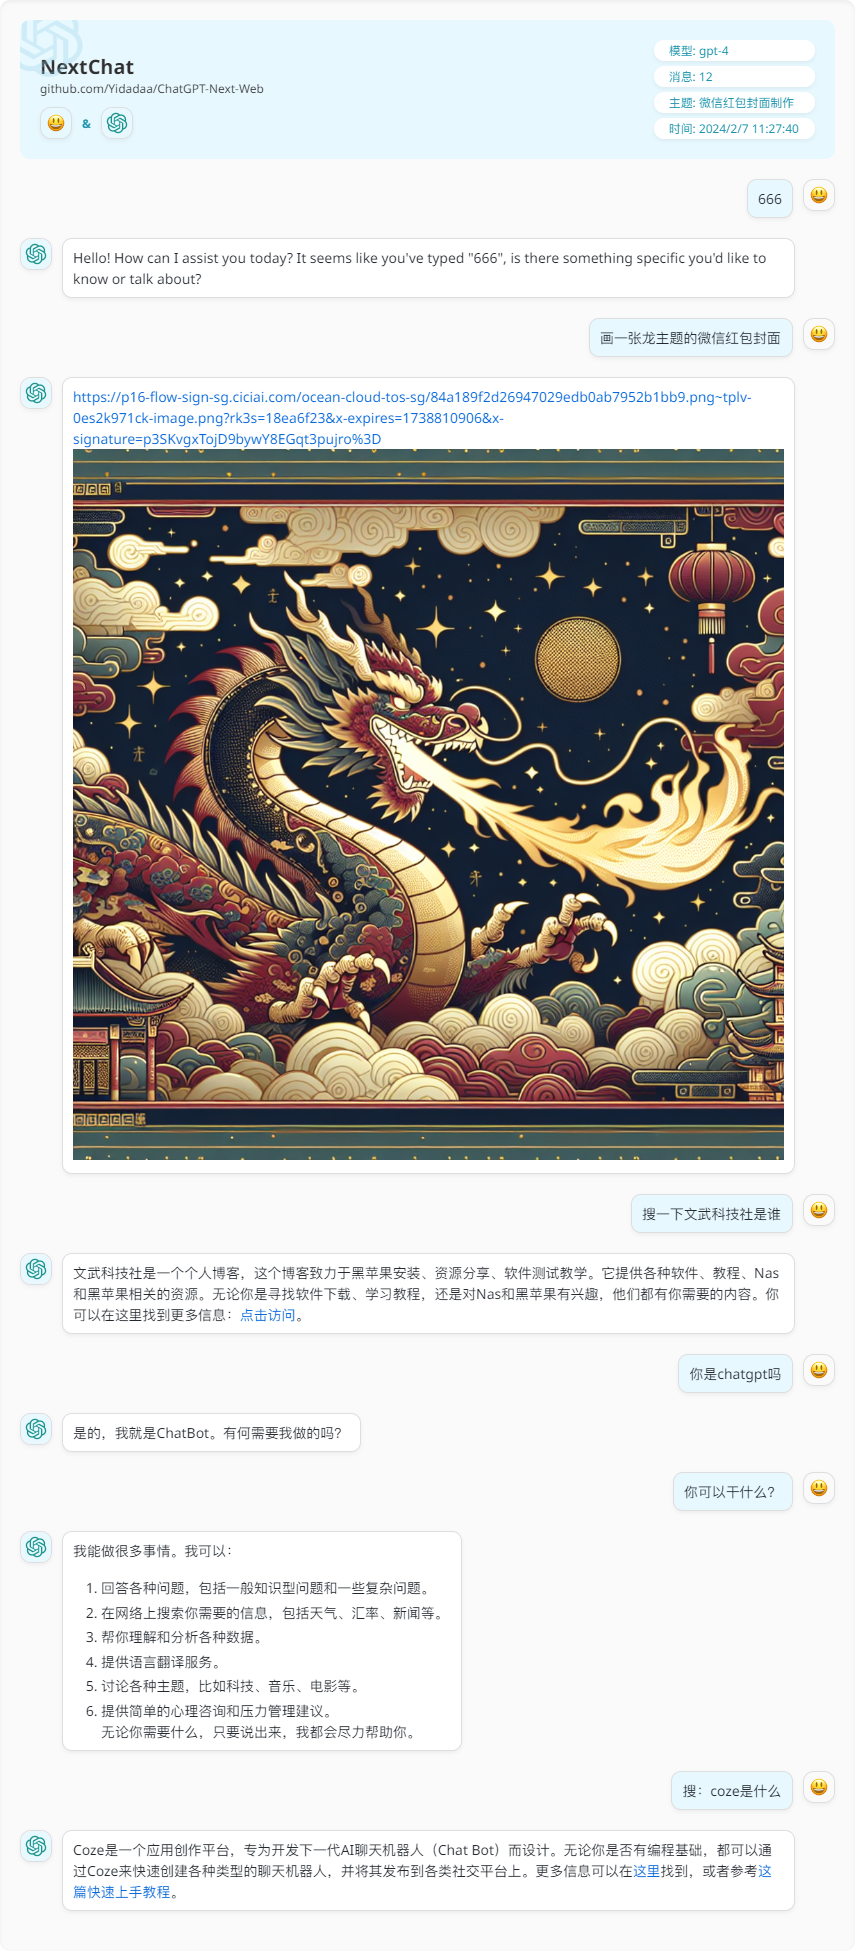 NextChat
github.com/Yidadaa/ChatGPT-Next-Web
&
模型: gpt-4
消息: 12
主题: 微信红包封面制作
时间: 2024/2/7 11:27:40
666
Hello! How can I assist you today? It seems like you've typed "666", is there something specific you'd like to
know or talk about?
画一张龙主题的微信红包封面
https://p16-flow-sign-sg.ciciai.com/ocean-cloud-tos-sg/84a189f2d26947029edb0ab7952b1bb9.png~tplv-
0es2k971ck-image.png?rk3s=18ea6f23&x-expires=1738810906&x-
signature=p3SKvgxTojD9bywY8EGqt3pujro%3D
搜一下文武科技社是谁
文武科技社是一个个人博客，这个博客致力于黑苹果安装、资源分享、软件测试教学。它提供各种软件、教程、Nas
和黑苹果相关的资源。无论你是寻找软件下载、学习教程，还是对Nas和黑苹果有兴趣，他们都有你需要的内容。你
可以在这里找到更多信息：点击访问。
你是chatgpt吗
是的，我就是ChatBot。有何需要我做的吗？
你可以干什么？
我能做很多事情。我可以：
1. 回答各种问题，包括一般知识型问题和一些复杂问题。
2. 在网络上搜索你需要的信息，包括天气、汇率、新闻等。
3. 帮你理解和分析各种数据。
4. 提供语言翻译服务。
5. 讨论各种主题，比如科技、音乐、电影等。
6. 提供简单的心理咨询和压力管理建议。
无论你需要什么，只要说出来，我都会尽力帮助你。
搜：coze是什么
Coze是一个应用创作平台，专为开发下一代AI聊天机器人（Chat Bot）而设计。无论你是否有编程基础，都可以通
过Coze来快速创建各种类型的聊天机器人，并将其发布到各类社交平台上。更多信息可以在这里找到，或者参考这
篇快速上手教程。